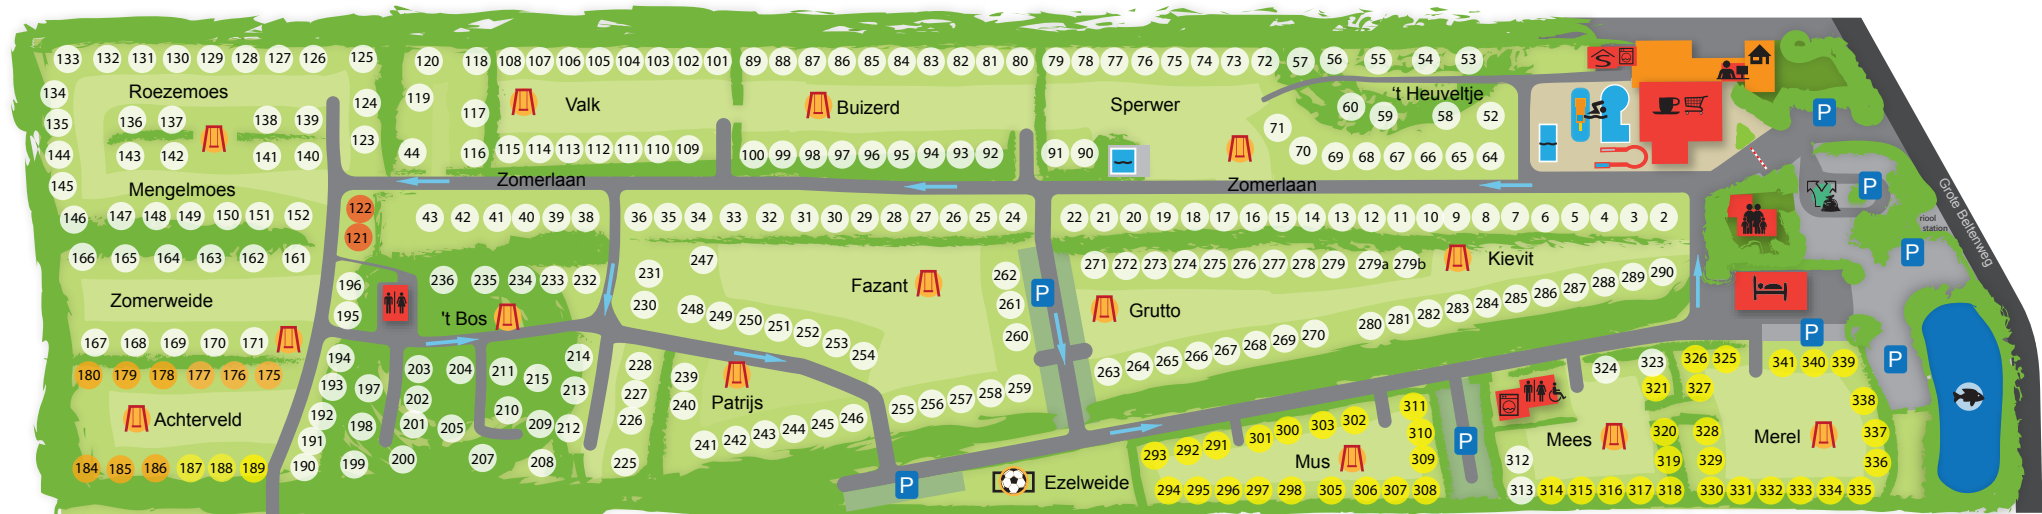 133 132 131 130 129 128 127 126 125 120 118 108 107 106 105 104 103 102 101 89 88 87 86 85 84 83 82 81 80 79 78 77 76 75 74 73 72 57 56 55 54 53
134 Roezemoes 124 119 117 Valk Buizerd Sperwer 't Heuveltje
135 136 137 138 139 123 60 59 58 52 P
144 143 142 141 140 44 116 115 114 113 112 111 110 109 100 99 98 97 96 95 94 93 92 91 90 71 70 69 68 67 66 65 64
145 Mengelmoes Zomerlaan Zomerlaan P
146 147 148 149 150 151 152 122 43 42 41 40 39 38 36 35 34 33 32 31 30 29 28 27 26 25 24 22 21 20 19 18 17 16 15 14 13 12 11 10 9 8 7 6 5 4 3 2
riool
station
Grote Beltenweg
121
166 165 164 163 162 161 247 271 272 273 274 275 276 277 278 279 279a 279b Kievit P
196 236 235 234 233 232 231 Fazant 262 280 281 282 283 284 285 286 287 288 289 290
Zomerweide 195 't Bos 230 248 249 250 251 252 253 254 261 260 P Grutto
167 168 169 170 171 194 214 263 264 265 266 267 268 269 270 P
180 179 178 177 176 175 193 197 203 204 211 215 213 228 239 324 323 326 325 341 340 339 P
Achterveld 192 202 210 227 240 Patrijs 255 256 257 258 259 321 327 338
191 198 201 205 209 212 226 241 242 243 244 245 246 301 300 303 302 311 310 320 328 Merel 337
184 185 186 187 188 189 190 199 200 207 208 225 293 292 291 Mus 309 P Mees 312 319 329 336
P Ezelweide 294 295 296 297 298 305 306 307 308 313 314 315 316 317 318 330 331 332 333 334 335